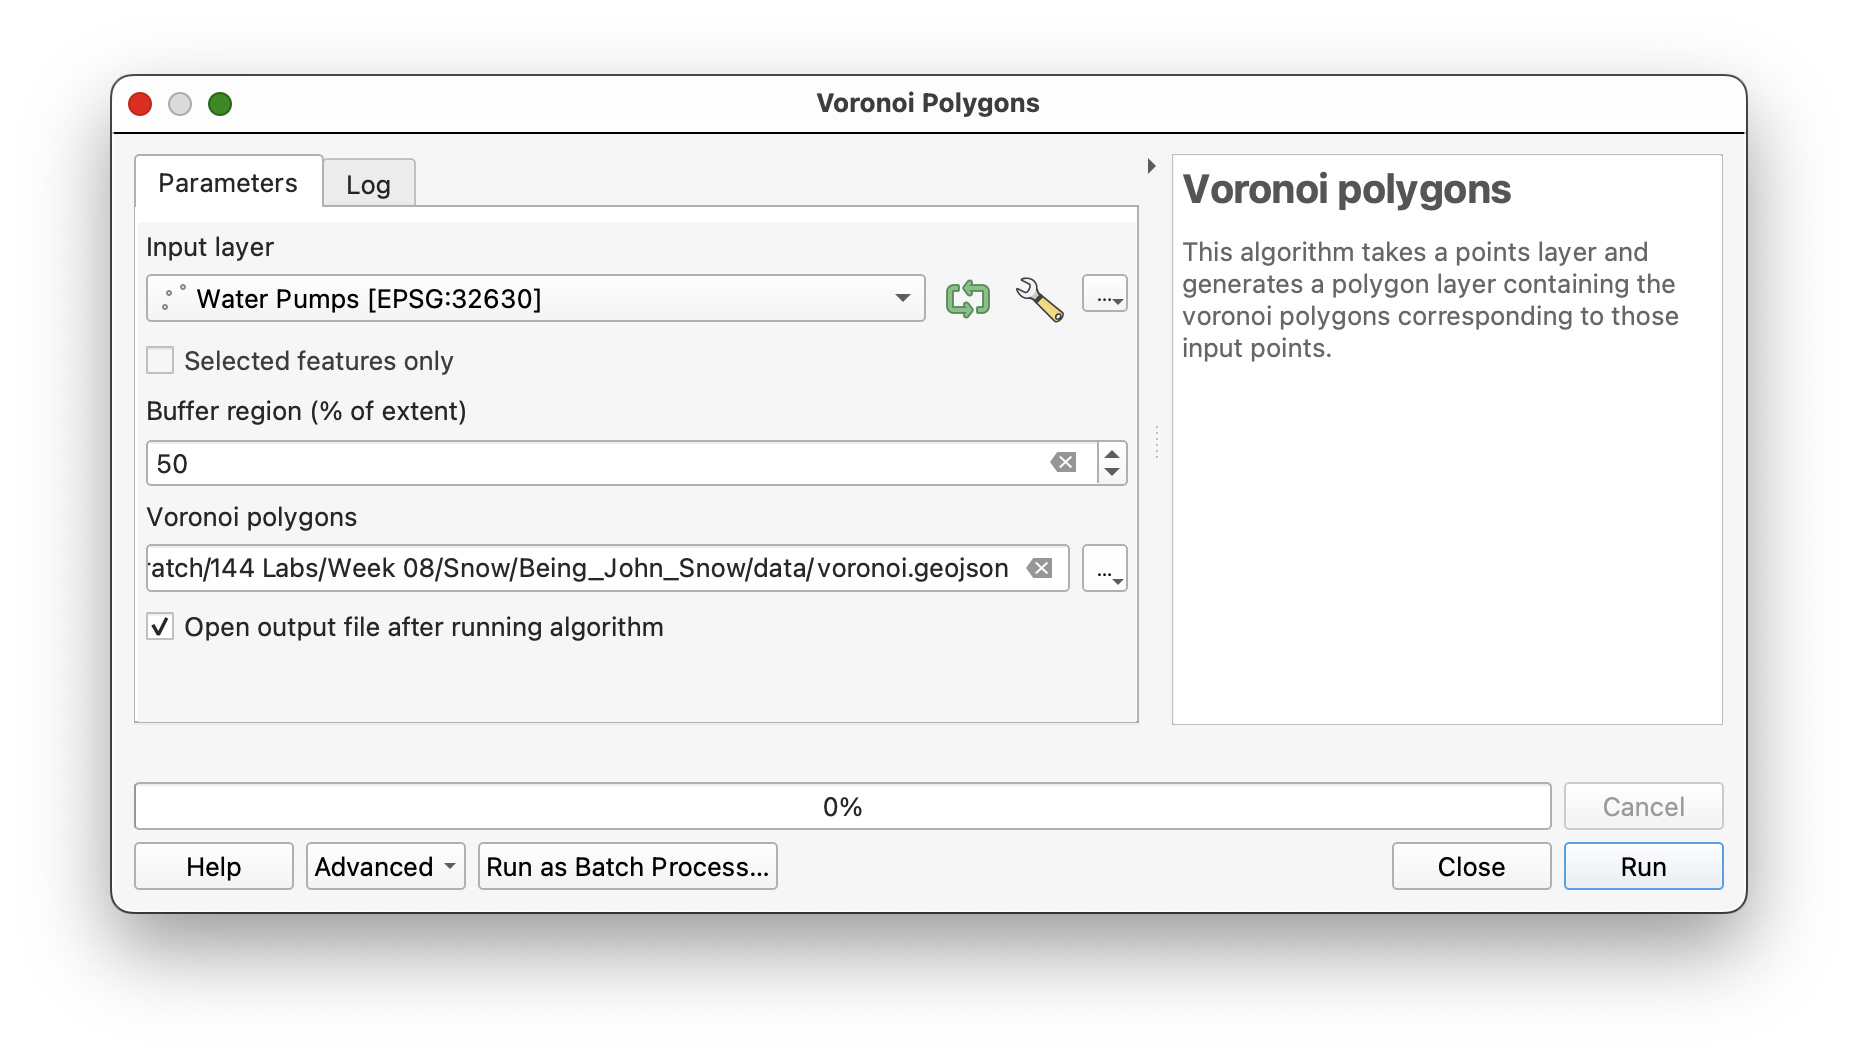 Voronoi Polygons
Parameters
Log
Input layer
Water Pumps [EPSG:32630]
...
Selected features only
Buffer region (% of extent)
50
Voronoi polygons
atch/144 Labs/Week 08/Snow/Being_John_Snow/data/voronoi.geojson
...
Open output file after running algorithm
Voronoi polygons
This algorithm takes a points layer and
generates a polygon layer containing the
voronoi polygons corresponding to those
input points.
0%
Cancel
Help
Advanced
Run as Batch Process...
Close
Run